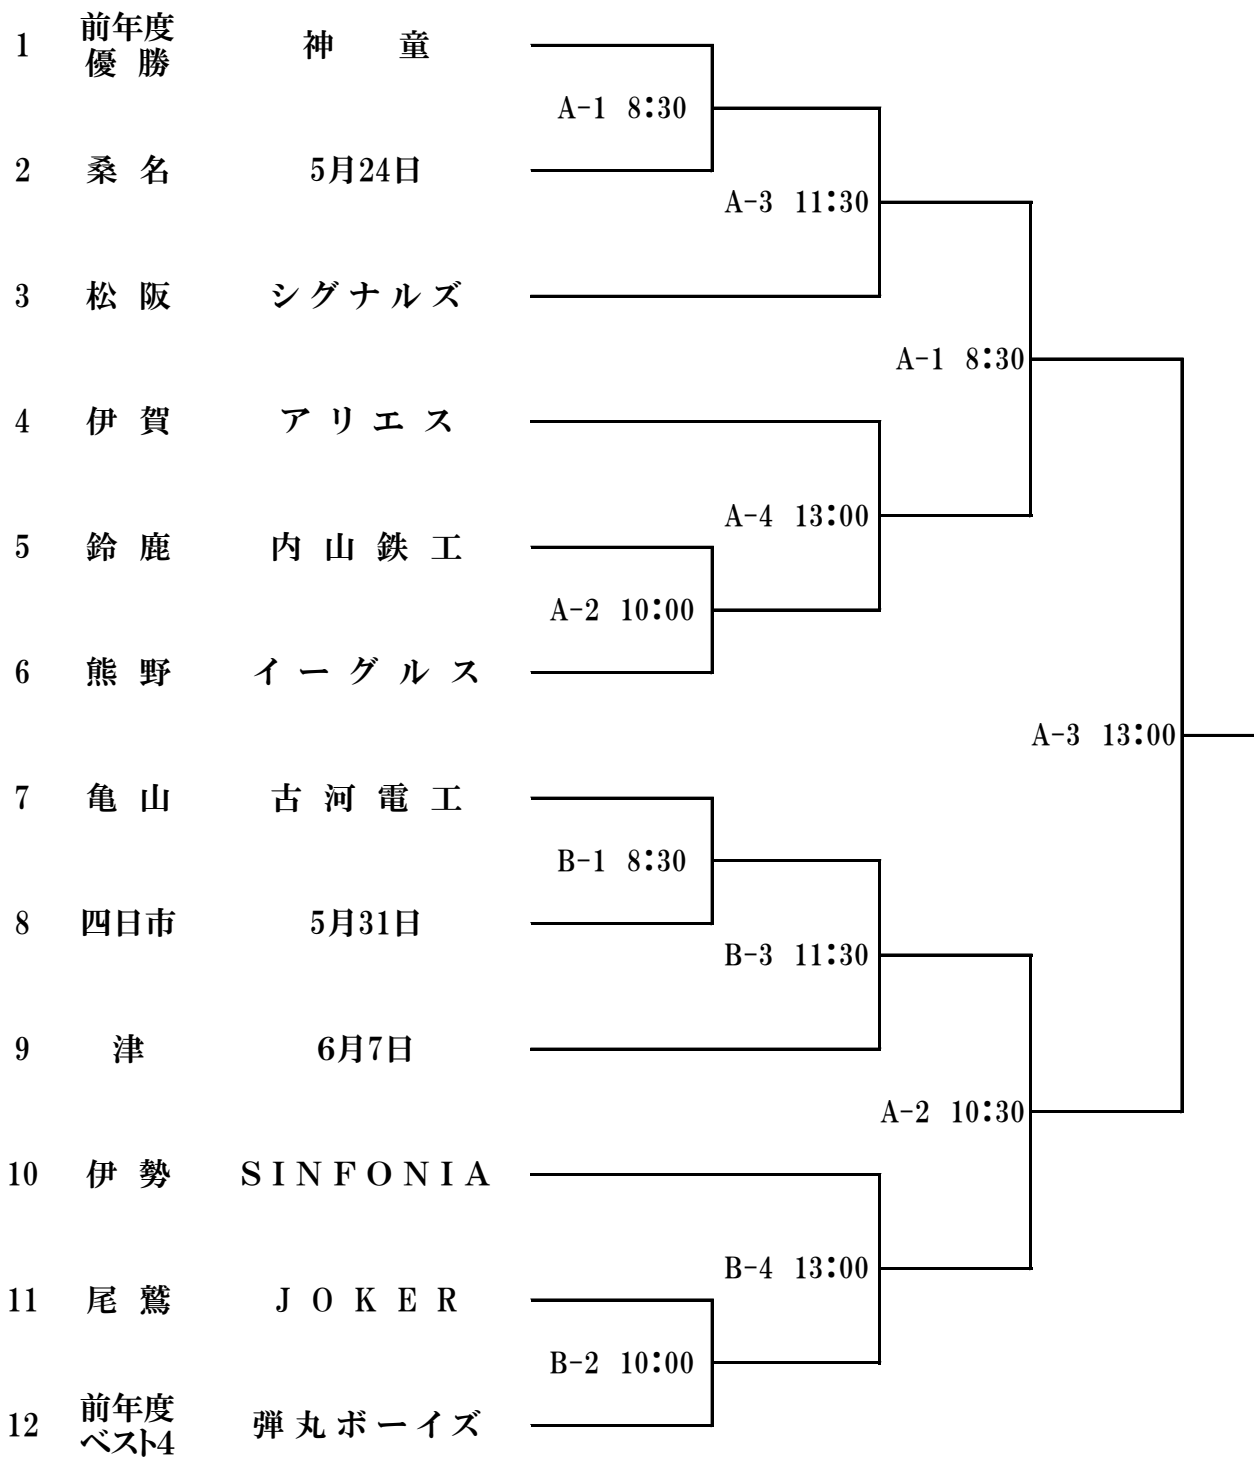 1 前年度 優勝 神童
A-1 8:30
2 桑名 5月24日
A-3 11:30
3 松阪 シグナルズ
A-1 8:30
4 伊賀 アリエス
A-4 13:00
5 鈴鹿 内山鉄工
A-2 10:00
6 熊野 イーグルス
A-3 13:00
7 亀山 古河電工
B-1 8:30
8 四日市 5月31日
B-3 11:30
9 津 6月7日
A-2 10:30
10 伊勢 SINFONIA
B-4 13:00
11 尾鷲 JOKER
B-2 10:00
12 前年度 ベスト4 弾丸ボーイズ